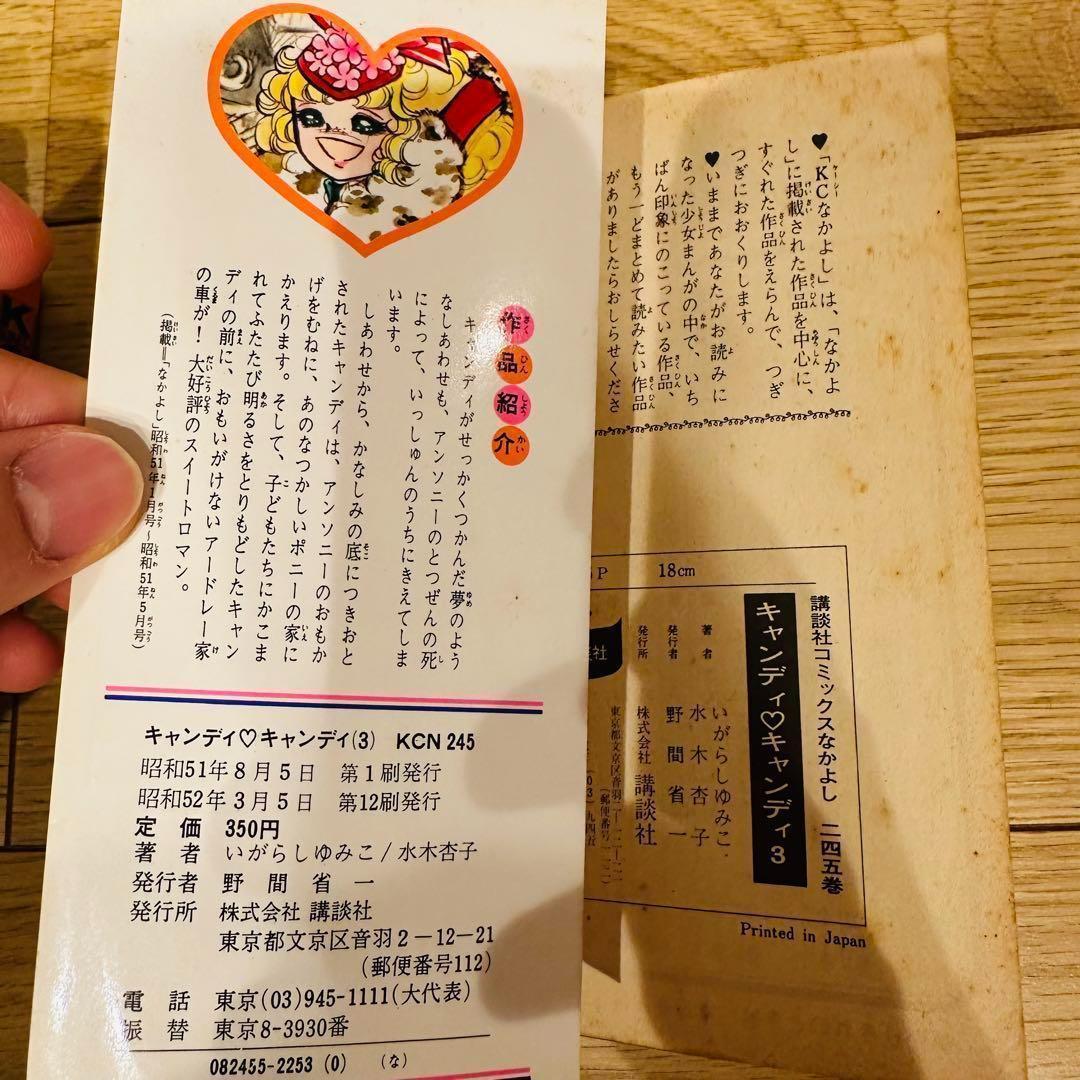 作品紹介
キャンディがせっかくつかんだ夢のよう
なしあわせも、アンソニーのとつぜんの死
によって、いっしゅんのうちにきえてしま
います。
しあわせから、かなしみの底につきおと
されたキャンディは、アンソニーのおもか
げをむねに、あのなつかしいポニーの家に
かえります。そして、子どもたちにかこま
れてふたたび明るさをとりもどしたキャン
ディの前に、おもいがけないアードレー家
の車が! 大好評のスイートロマン。
(掲載=「なかよし」昭和51年1月号~昭和51年5月号)
キャンディ♡キャンディ(3) KCN 245
昭和51年8月5日 第1刷発行
昭和52年3月5日 第12刷発行
定価 350円
著者 いがらしゆみこ/水木杏子
発行者 野間省一
発行所 株式会社 講談社
東京都文京区音羽2-12-21
(郵便番号112)
電話 東京(03)945-1111(大代表)
振替 東京8-3930番
082455-2253 (0) (な)
♥「KCなかよし」は、「なかよ
し」に掲載された作品を中心に、
すぐれた作品をえらんで、つぎ
つぎにおおくりします。
♥いままであなたがお読みに
なった少女まんがの中で、いち
ばん印象にのこっている作品、
もう一どまとめて読みたい作品
がありましたらおしらせくださ
P 18cm
講談社コミックスなかよし 二四五巻
キャンディ♡キャンディ3
著者 いがらしゆみこ
水木杏子
発行者 野間省一
発行所 株式会社 講談社
東京都文京区音羽二-一二-二一
(郵便番号一一二)
Printed in Japan
K